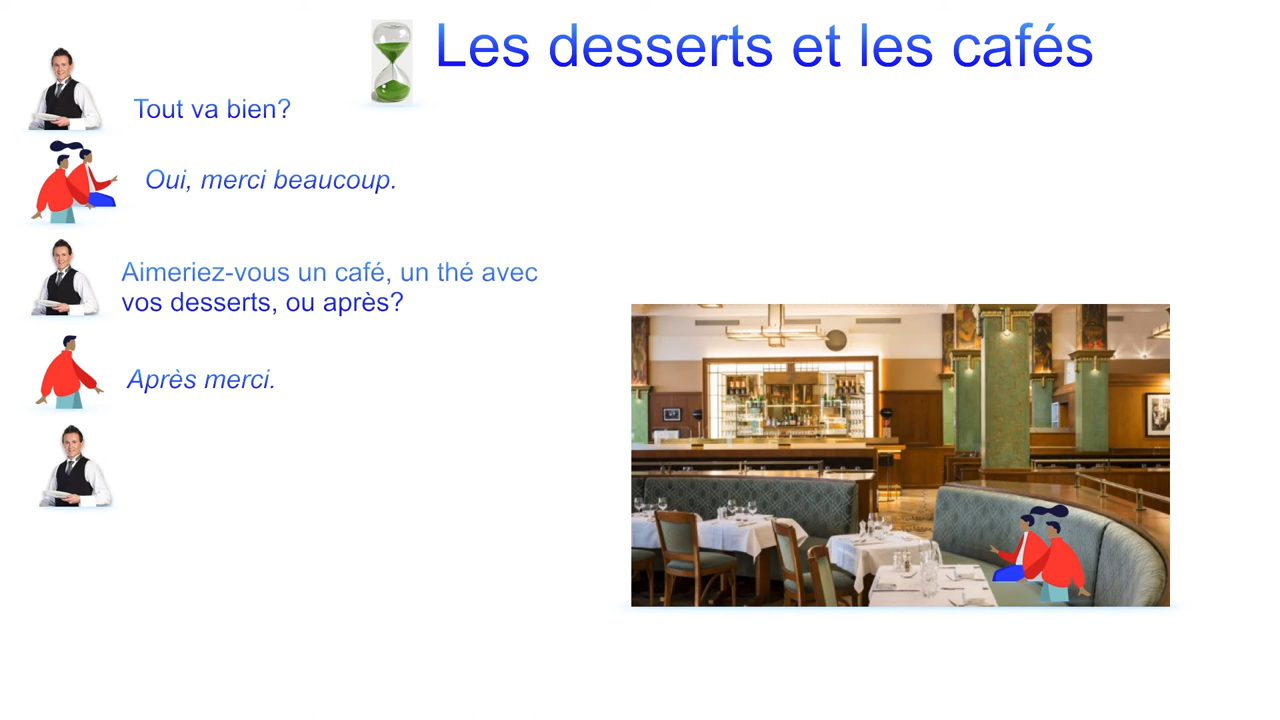 Les desserts et les cafés
Tout va bien?
Oui, merci beaucoup.
Aimeriez-vous un café, un thé avec
vos desserts, ou après?
Après merci.